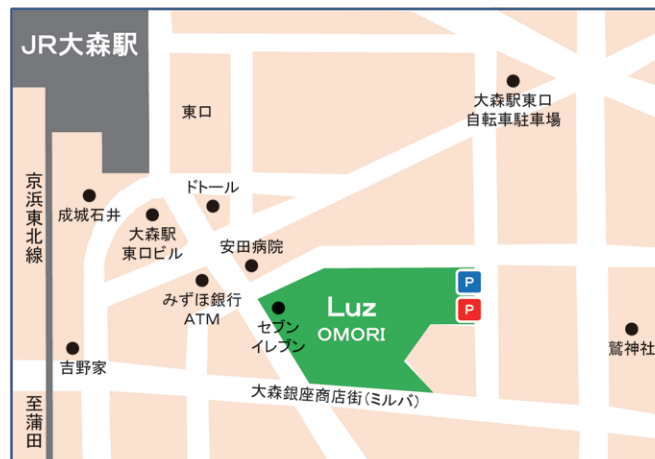 JR大森駅
東口
大森駅東口
自転車駐車場
京浜東北線
成城石井
ドトール
大森駅
東口ビル
安田病院
みずほ銀行
ATM
P
P
Luz
OMORI
セブン
イレブン
鷲神社
吉野家
大森銀座商店街(ミルパ)
至蒲田